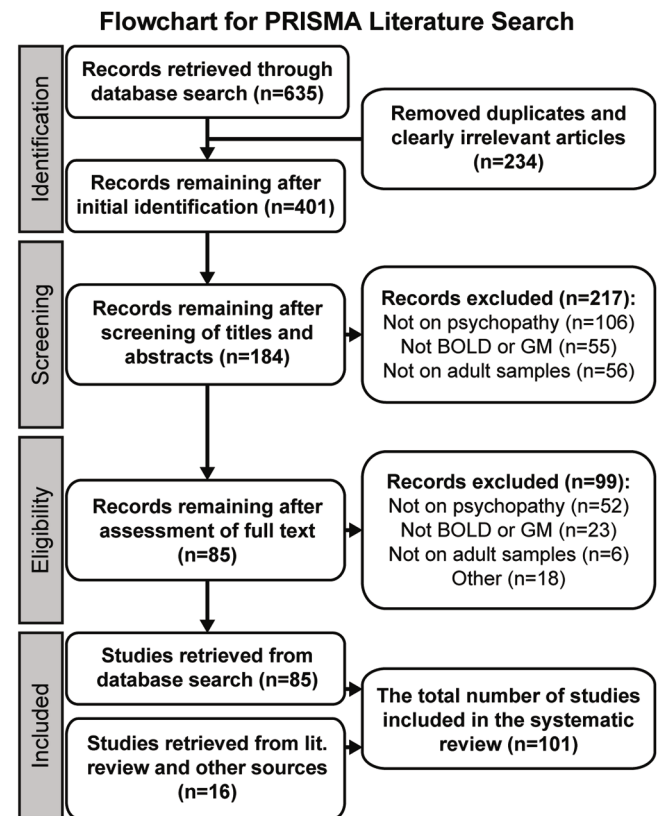 Flowchart for PRISMA Literature Search
Identification
Records retrieved through
database search (n=635)
Removed duplicates and
clearly irrelevant articles
(n=234)
Records remaining after
initial identification (n=401)
Screening
Records remaining after
screening of titles and
abstracts (n=184)
Records excluded (n=217):
Not on psychopathy (n=106)
Not BOLD or GM (n=55)
Not on adult samples (n=56)
Eligibility
Records remaining after
assessment of full text
(n=85)
Records excluded (n=99):
Not on psychopathy (n=52)
Not BOLD or GM (n=23)
Not on adult samples (n=6)
Other (n=18)
Included
Studies retrieved from
database search (n=85)
Studies retrieved from lit.
review and other sources
(n=16)
The total number of studies
included in the systematic
review (n=101)